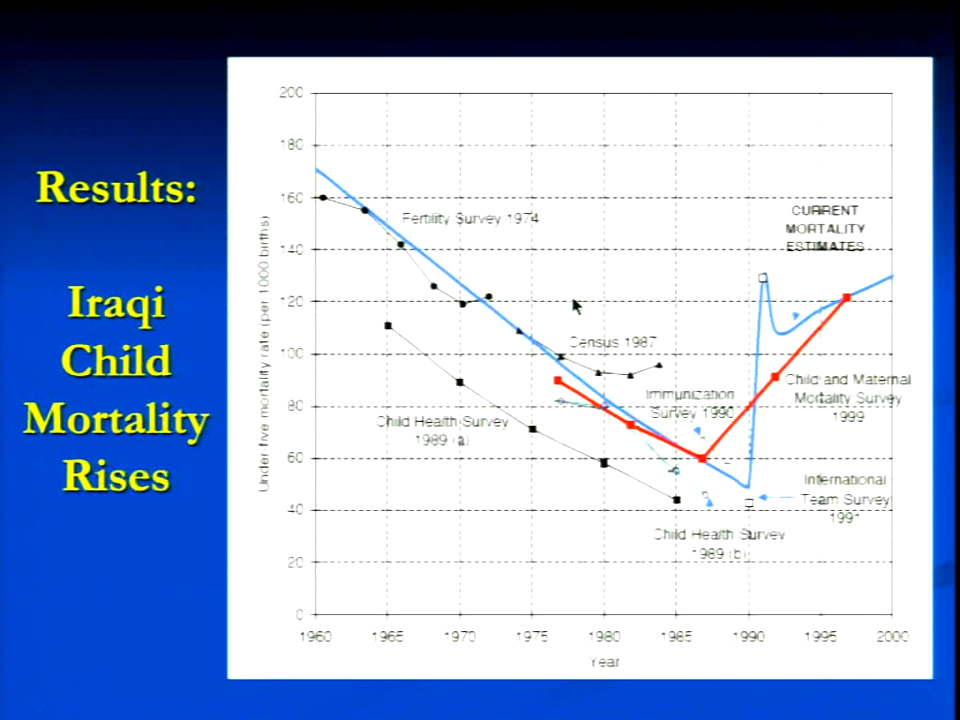 Results:
Iraqi
Child
Mortality
Rises
Under five mortality rate (per 1000 births)
200
180
160
140
120
100
80
60
40
20
0
Fertility Survey 1974
CURRENT
MORTALITY
ESTIMATES
Census 1987
Immunization
Survey 1990
Child and Maternal
Mortality Survey
1999
Child Health Survey
1989 (a)
International
Team Survey
1991
Child Health Survey
1989 (b)
1960 1965 1970 1975 1980 1985 1990 1995 2000
Year